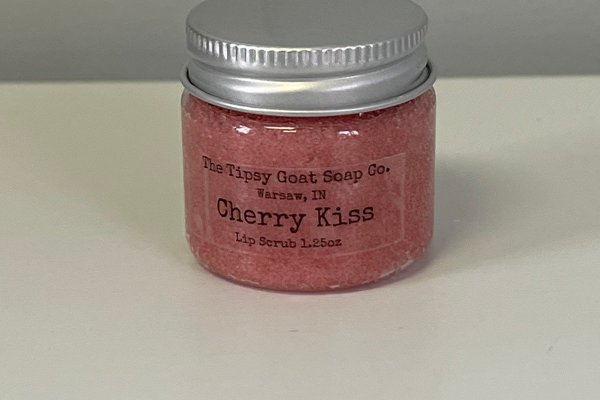 The Tipsy Goat Soap Co.
Warsaw, IN
Cherry Kiss
Lip Scrub 1.25oz